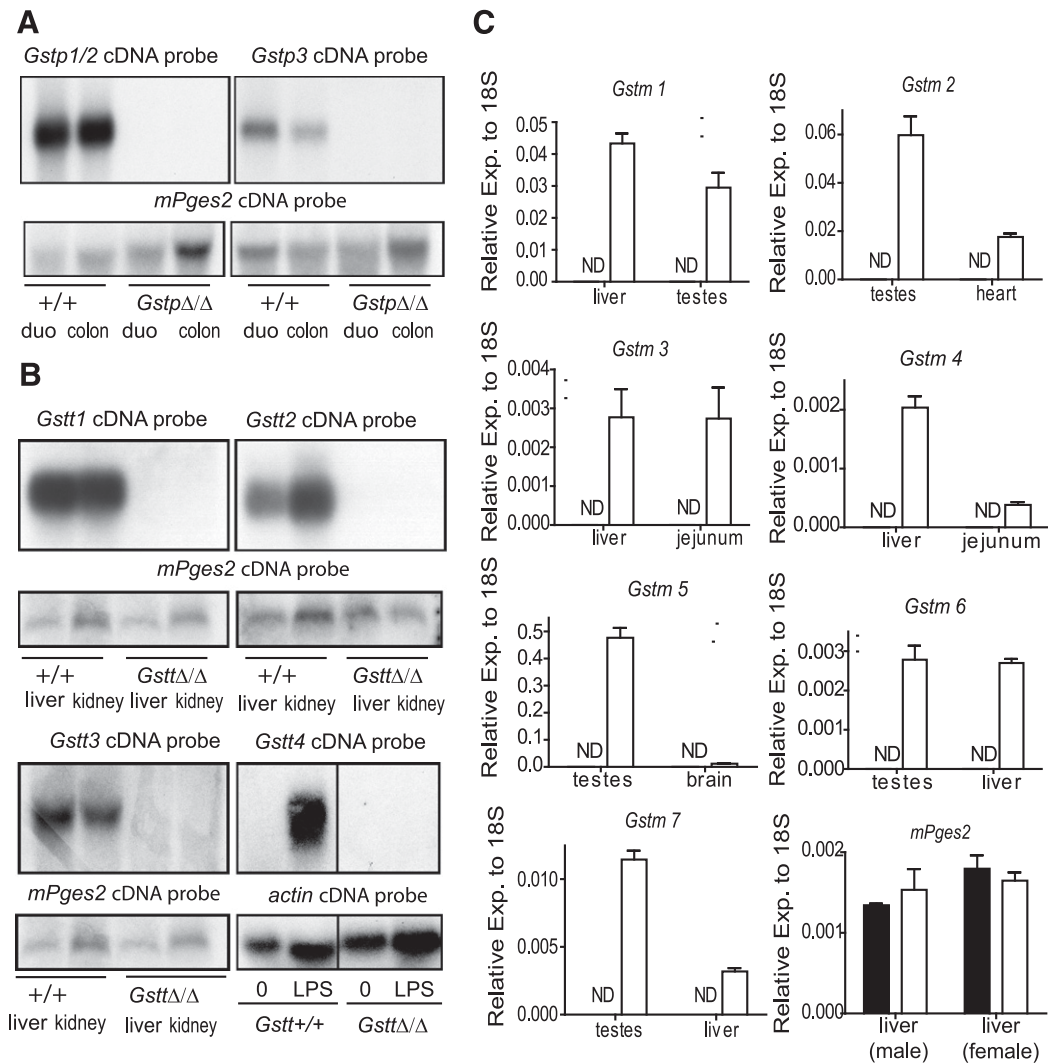 A
Gstp1/2 cDNA probe
Gstp3 cDNA probe
mPges2 cDNA probe
+/+
GstpΔ/Δ
+/+
GstpΔ/Δ
duo colon duo colon duo colon duo colon
B
Gstt1 cDNA probe
Gstt2 cDNA probe
mPges2 cDNA probe
+/+
GsttΔ/Δ
+/+
GsttΔ/Δ
liver kidney liver kidney liver kidney liver kidney
Gstt3 cDNA probe
Gstt4 cDNA probe
mPges2 cDNA probe
actin cDNA probe
+/+
GsttΔ/Δ
liver kidney liver kidney
0 LPS 0 LPS
Gstt+/+
GsttΔ/Δ
C
Gstm 1
Relative Exp. to 18S
0.05
0.04
0.03
0.02
0.01
0.00
ND
ND
liver
testes
Gstm 2
Relative Exp. to 18S
0.06
0.04
0.02
0.00
ND
ND
testes
heart
Gstm 3
Relative Exp. to 18S
0.004
0.003
0.002
0.001
0.000
ND
ND
liver
jejunum
Gstm 4
Relative Exp. to 18S
0.002
0.001
0.000
ND
ND
liver
jejunum
Gstm 5
Relative Exp. to 18S
0.5
0.4
0.3
0.2
0.1
0.0
ND
ND
testes
brain
Gstm 6
Relative Exp. to 18S
0.003
0.002
0.001
0.000
ND
ND
testes
liver
Gstm 7
Relative Exp. to 18S
0.010
0.005
0.000
ND
ND
testes
liver
mPges2
Relative Exp. to 18S
0.002
0.001
0.000
liver
(male)
liver
(female)